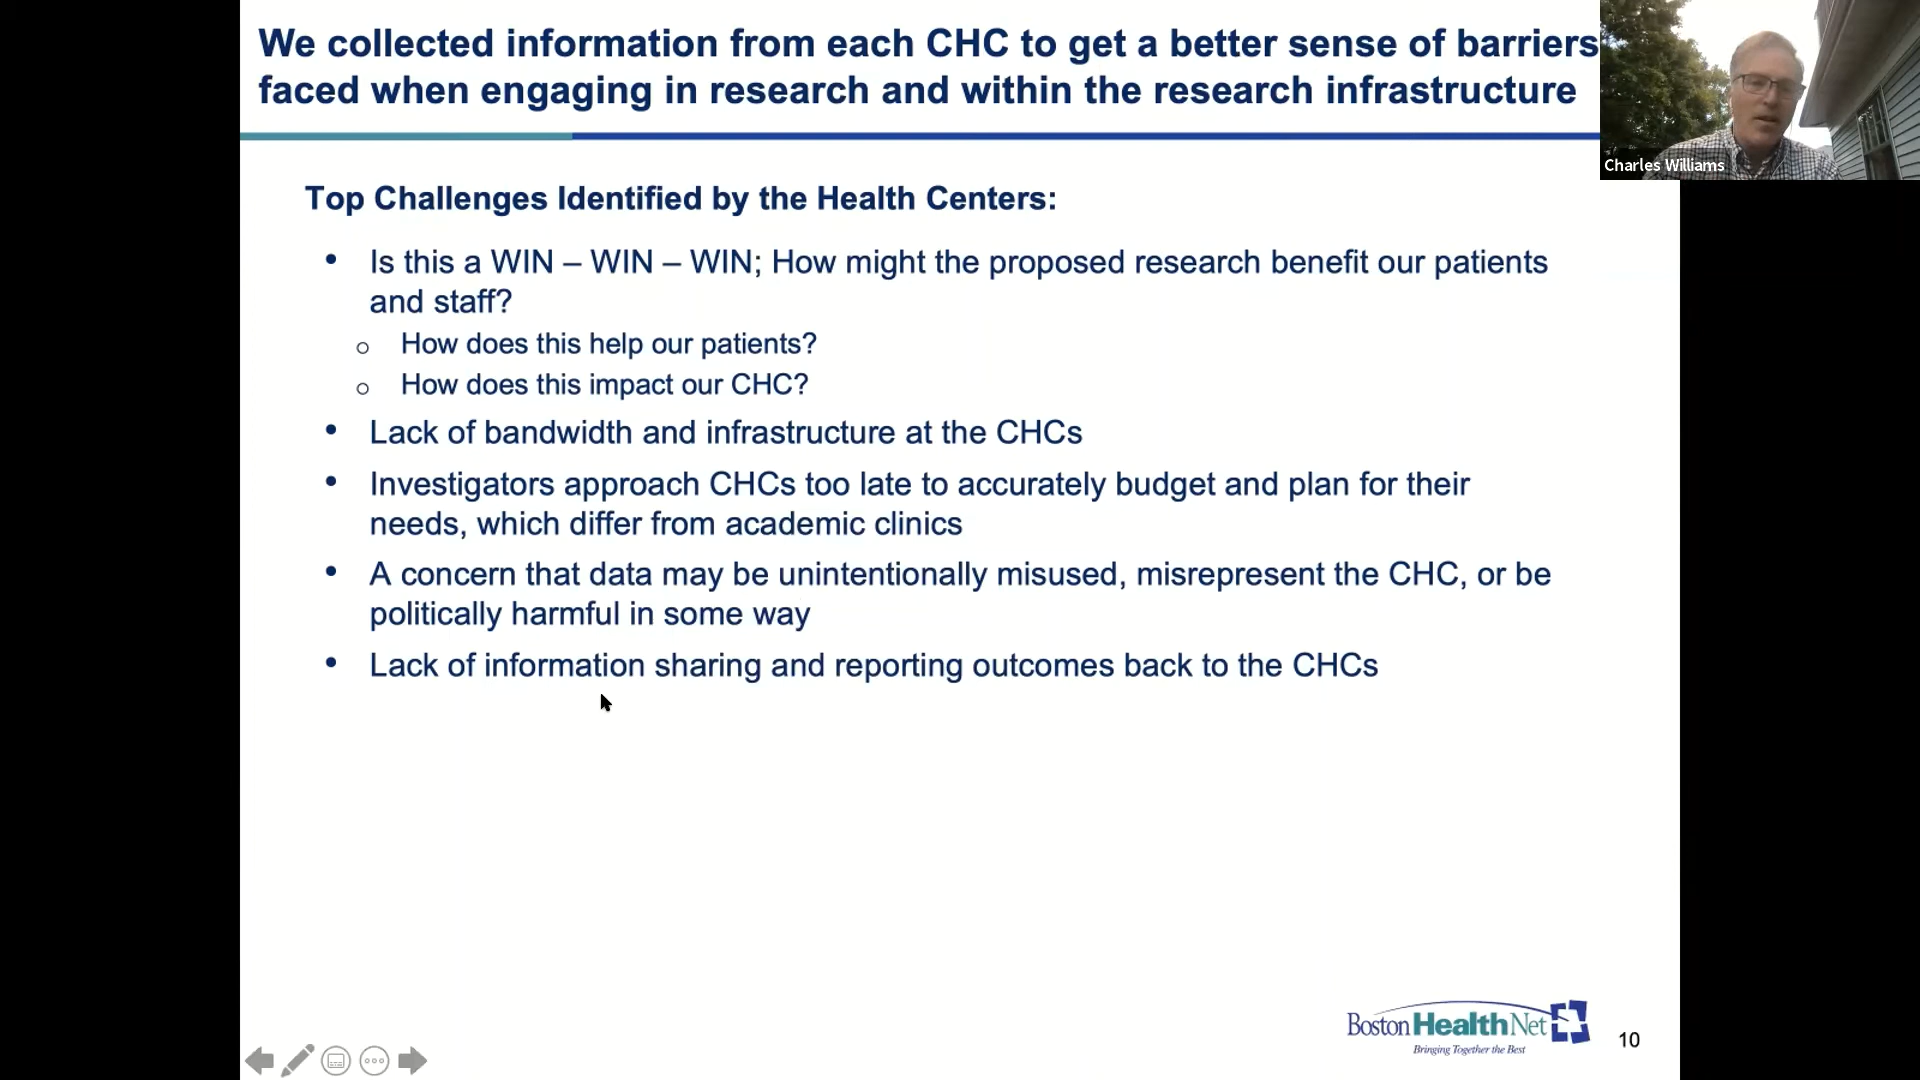 We collected information from each CHC to get a better sense of barriers
faced when engaging in research and within the research infrastructure
Charles Williams
Top Challenges Identified by the Health Centers:
• Is this a WIN – WIN – WIN; How might the proposed research benefit our patients
and staff?
o How does this help our patients?
o How does this impact our CHC?
• Lack of bandwidth and infrastructure at the CHCs
• Investigators approach CHCs too late to accurately budget and plan for their
needs, which differ from academic clinics
• A concern that data may be unintentionally misused, misrepresent the CHC, or be
politically harmful in some way
• Lack of information sharing and reporting outcomes back to the CHCs
Boston HealthNet
Bringing Together the Best
10